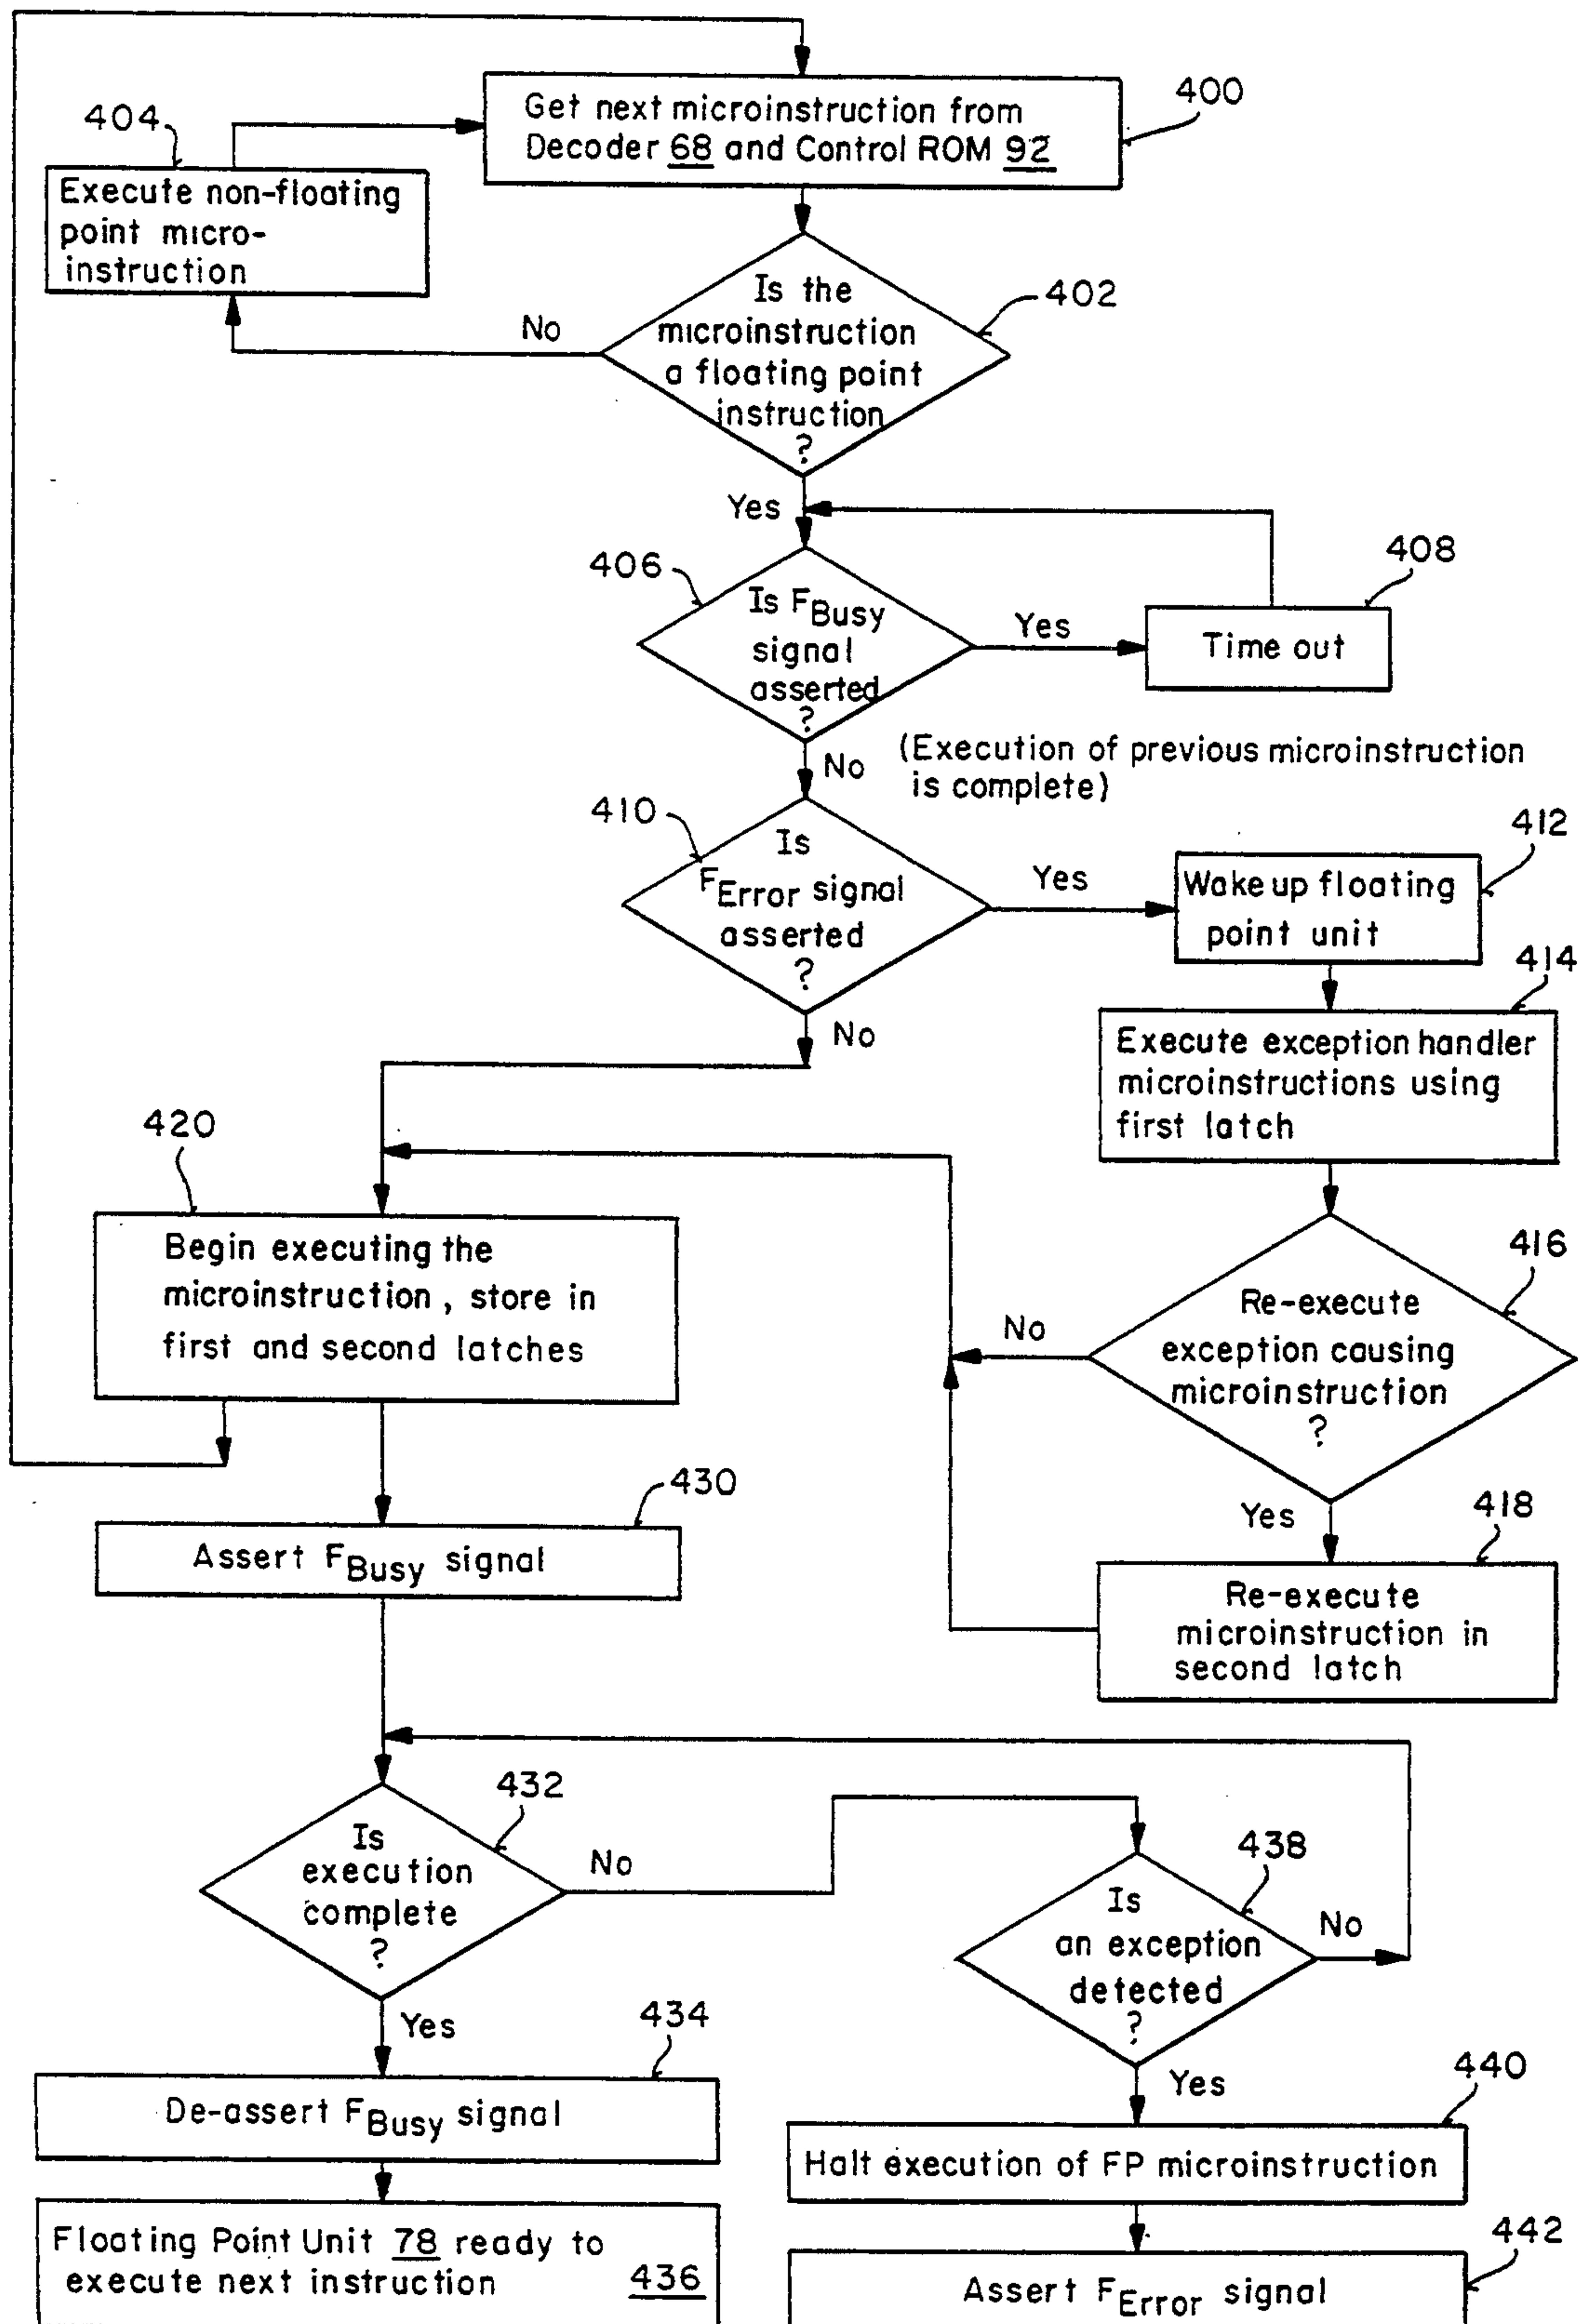 400
Get next microinstruction from
Decoder 68 and Control ROM 92
404
Execute non-floating
point micro-
instruction
402
Is the
microinstruction
a floating point
instruction
?
No
Yes
406
Is FBusy
signal
asserted
?
Yes
408
Time out
No
(Execution of previous microinstruction
is complete)
410
Is
FError signal
asserted
?
Yes
412
Wake up floating
point unit
No
414
Execute exception handler
microinstructions using
first latch
420
Begin executing the
microinstruction, store in
first and second latches
416
Re-execute
exception causing
microinstruction
?
No
Yes
418
Re-execute
microinstruction in
second latch
430
Assert FBusy signal
432
Is
execution
complete
?
No
438
Is
an exception
detected
?
No
Yes
434
De-assert FBusy signal
Yes
440
Halt execution of FP microinstruction
Floating Point Unit 78 ready to
execute next instruction 436
442
Assert FError signal